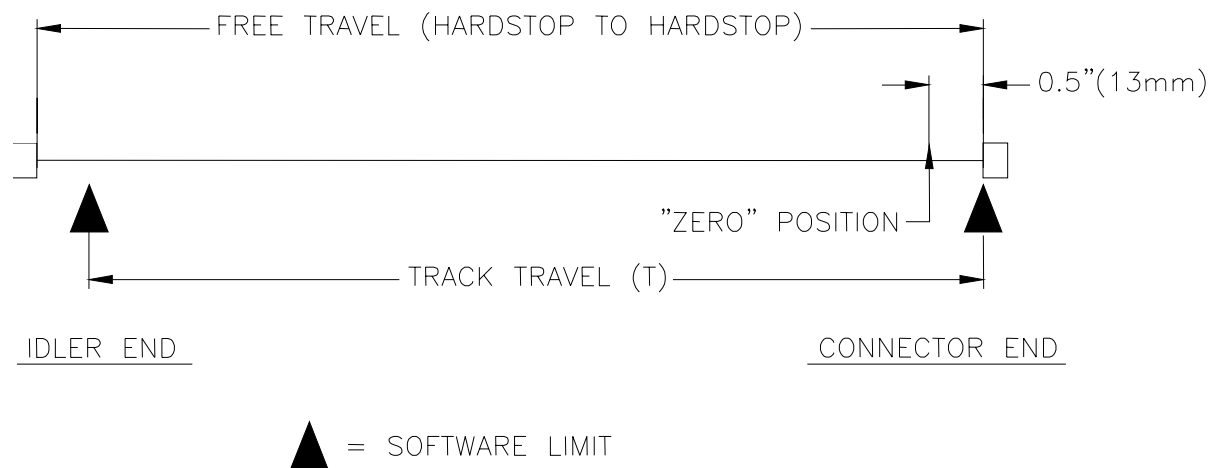 FREE TRAVEL (HARDSTOP TO HARDSTOP)
0.5”(13mm)
”ZERO” POSITION
TRACK TRAVEL (T)
IDLER END
CONNECTOR END
= SOFTWARE LIMIT